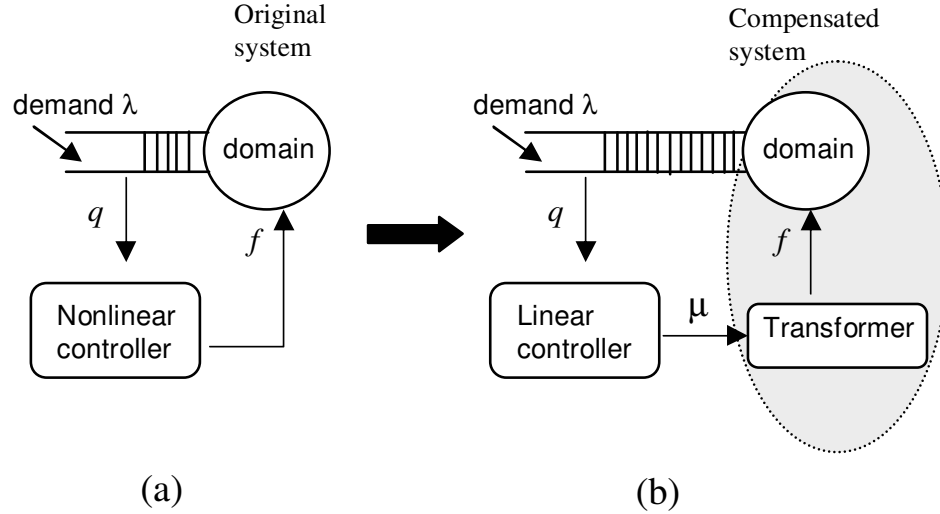 Original
system
demand λ
domain
q
f
Nonlinear
controller
(a)
Compensated
system
demand λ
domain
q
f
Linear
controller
μ
Transformer
(b)